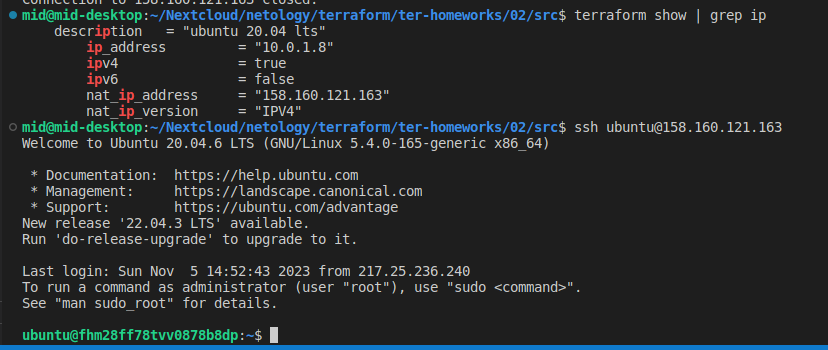 Connection to 158.160.121.163 closed.
mid@mid-desktop:~/Nextcloud/netology/terraform/ter-homeworks/02/src$ terraform show | grep ip
    description   = "ubuntu 20.04 lts"
        ip_address         = "10.0.1.8"
        ipv4               = true
        ipv6               = false
        nat_ip_address     = "158.160.121.163"
        nat_ip_version     = "IPV4"
mid@mid-desktop:~/Nextcloud/netology/terraform/ter-homeworks/02/src$ ssh ubuntu@158.160.121.163
Welcome to Ubuntu 20.04.6 LTS (GNU/Linux 5.4.0-165-generic x86_64)

 * Documentation:  https://help.ubuntu.com
 * Management:     https://landscape.canonical.com
 * Support:        https://ubuntu.com/advantage
New release '22.04.3 LTS' available.
Run 'do-release-upgrade' to upgrade to it.

Last login: Sun Nov  5 14:52:43 2023 from 217.25.236.240
To run a command as administrator (user "root"), use "sudo <command>".
See "man sudo_root" for details.

ubuntu@fhm28ff78tvv0878b8dp:~$